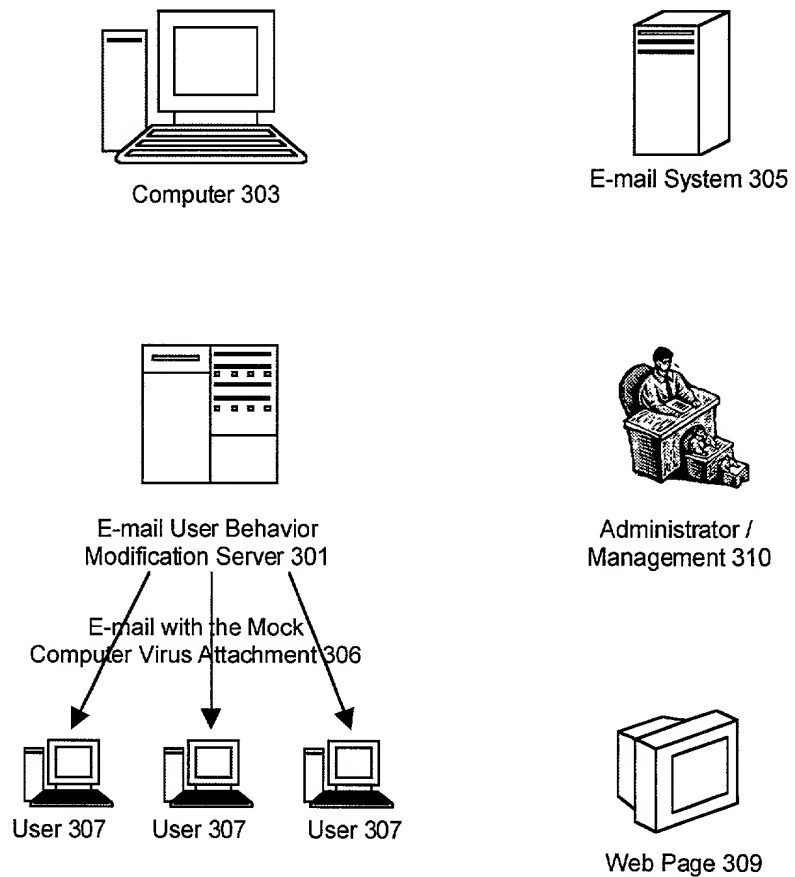 Computer 303
E-mail System 305
E-mail User Behavior
Modification Server 301
Administrator /
Management 310
E-mail with the Mock
Computer Virus Attachment 306
User 307
User 307
User 307
Web Page 309